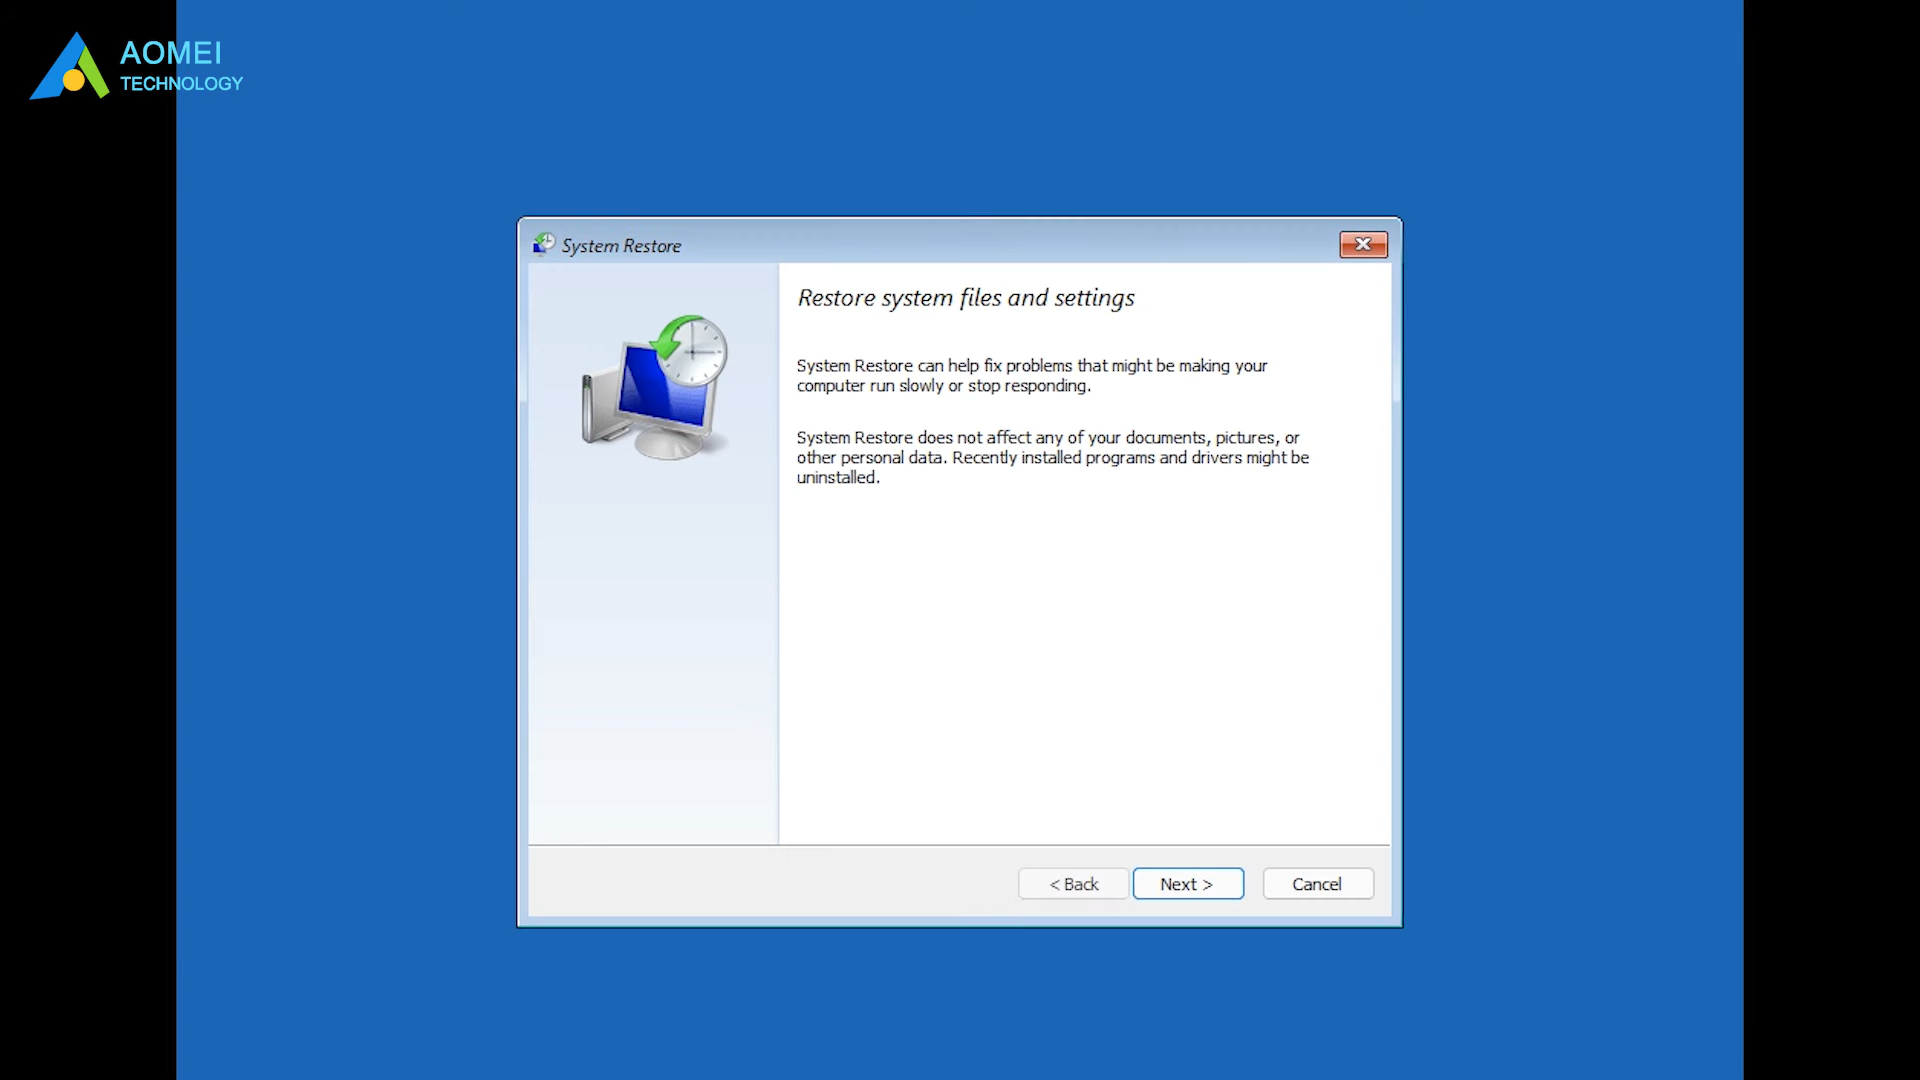 AOMEI
TECHNOLOGY
System Restore
Restore system files and settings
System Restore can help fix problems that might be making your
computer run slowly or stop responding.
System Restore does not affect any of your documents, pictures, or
other personal data. Recently installed programs and drivers might be
uninstalled.
< Back
Next >
Cancel